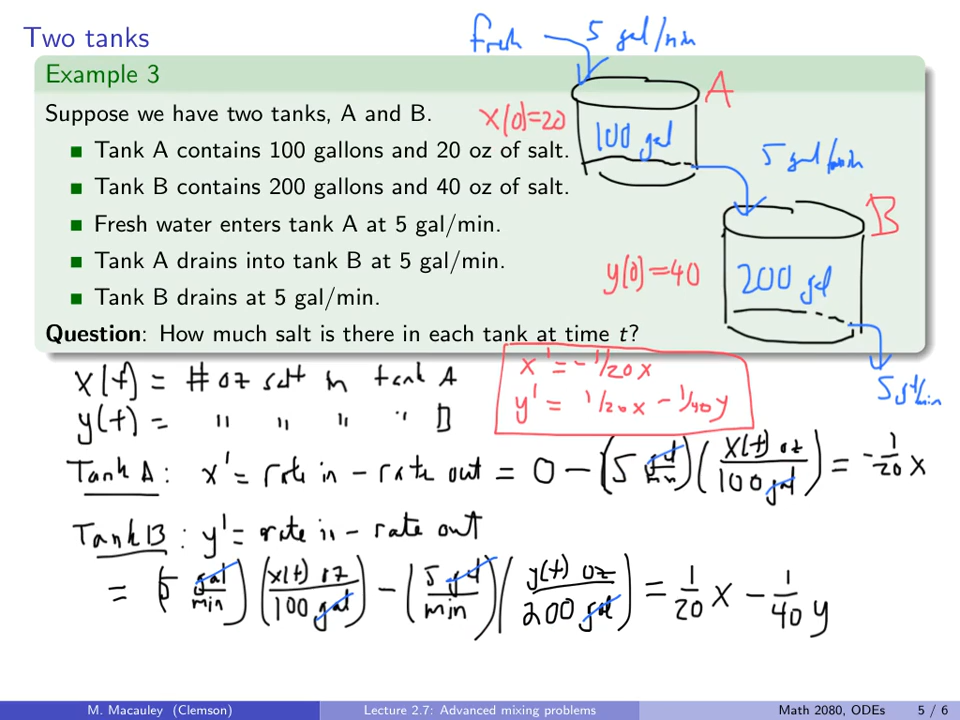 Two tanks
fresh 5 gal/min
Example 3
A
Suppose we have two tanks, A and B.
x(0)=20
100 gal
■ Tank A contains 100 gallons and 20 oz of salt.
5 gal/min
■ Tank B contains 200 gallons and 40 oz of salt.
B
■ Fresh water enters tank A at 5 gal/min.
■ Tank A drains into tank B at 5 gal/min.
y(0)=40
200 gal
■ Tank B drains at 5 gal/min.
Question: How much salt is there in each tank at time t?
5 gal/min
x' = -1/20x
y' = 1/20x - 1/40y
x(t) = # oz salt in tank A
y(t) = " " " " B
Tank A: x' = rate in - rate out = 0 - (5 gal/min)(x(t) oz/100 gal) = -1/20 x
Tank B: y' = rate in - rate out
= (5 gal/min)(x(t) oz/100 gal) - (5 gal/min)(y(t) oz/200 gal) = 1/20 x - 1/40 y
M. Macauley (Clemson) Lecture 2.7: Advanced mixing problems Math 2080, ODEs 5 / 6